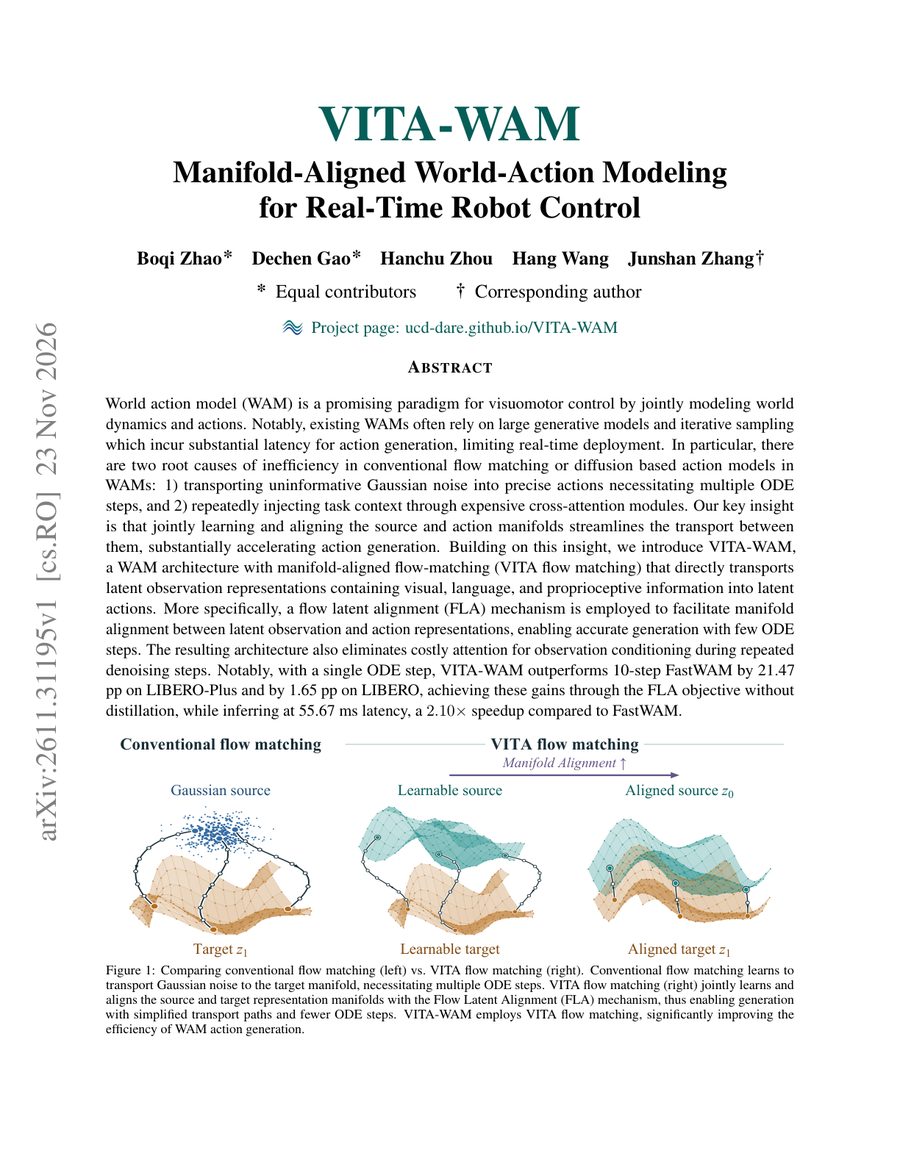 VITA-WAM
Manifold-Aligned World-Action Modeling
for Real-Time Robot Control
Boqi Zhao* Dechen Gao* Hanchu Zhou Hang Wang Junshan Zhang†
* Equal contributors † Corresponding author
Project page: ucd-dare.github.io/VITA-WAM
arXiv:2611.31195v1 [cs.RO] 23 Nov 2026
ABSTRACT
World action model (WAM) is a promising paradigm for visuomotor control by jointly modeling world
dynamics and actions. Notably, existing WAMs often rely on large generative models and iterative sampling
which incur substantial latency for action generation, limiting real-time deployment. In particular, there
are two root causes of inefficiency in conventional flow matching or diffusion based action models in
WAMs: 1) transporting uninformative Gaussian noise into precise actions necessitating multiple ODE
steps, and 2) repeatedly injecting task context through expensive cross-attention modules. Our key insight
is that jointly learning and aligning the source and action manifolds streamlines the transport between
them, substantially accelerating action generation. Building on this insight, we introduce VITA-WAM,
a WAM architecture with manifold-aligned flow-matching (VITA flow matching) that directly transports
latent observation representations containing visual, language, and proprioceptive information into latent
actions. More specifically, a flow latent alignment (FLA) mechanism is employed to facilitate manifold
alignment between latent observation and action representations, enabling accurate generation with few ODE
steps. The resulting architecture also eliminates costly attention for observation conditioning during repeated
denoising steps. Notably, with a single ODE step, VITA-WAM outperforms 10-step FastWAM by 21.47
pp on LIBERO-Plus and by 1.65 pp on LIBERO, achieving these gains through the FLA objective without
distillation, while inferring at 55.67 ms latency, a 2.10× speedup compared to FastWAM.
Conventional flow matching VITA flow matching
Manifold Alignment ↑
Gaussian source Learnable source Aligned source z₀
Target z₁ Learnable target Aligned target z₁
Figure 1: Comparing conventional flow matching (left) vs. VITA flow matching (right). Conventional flow matching learns to
transport Gaussian noise to the target manifold, necessitating multiple ODE steps. VITA flow matching (right) jointly learns and
aligns the source and target representation manifolds with the Flow Latent Alignment (FLA) mechanism, thus enabling generation
with simplified transport paths and fewer ODE steps. VITA-WAM employs VITA flow matching, significantly improving the
efficiency of WAM action generation.